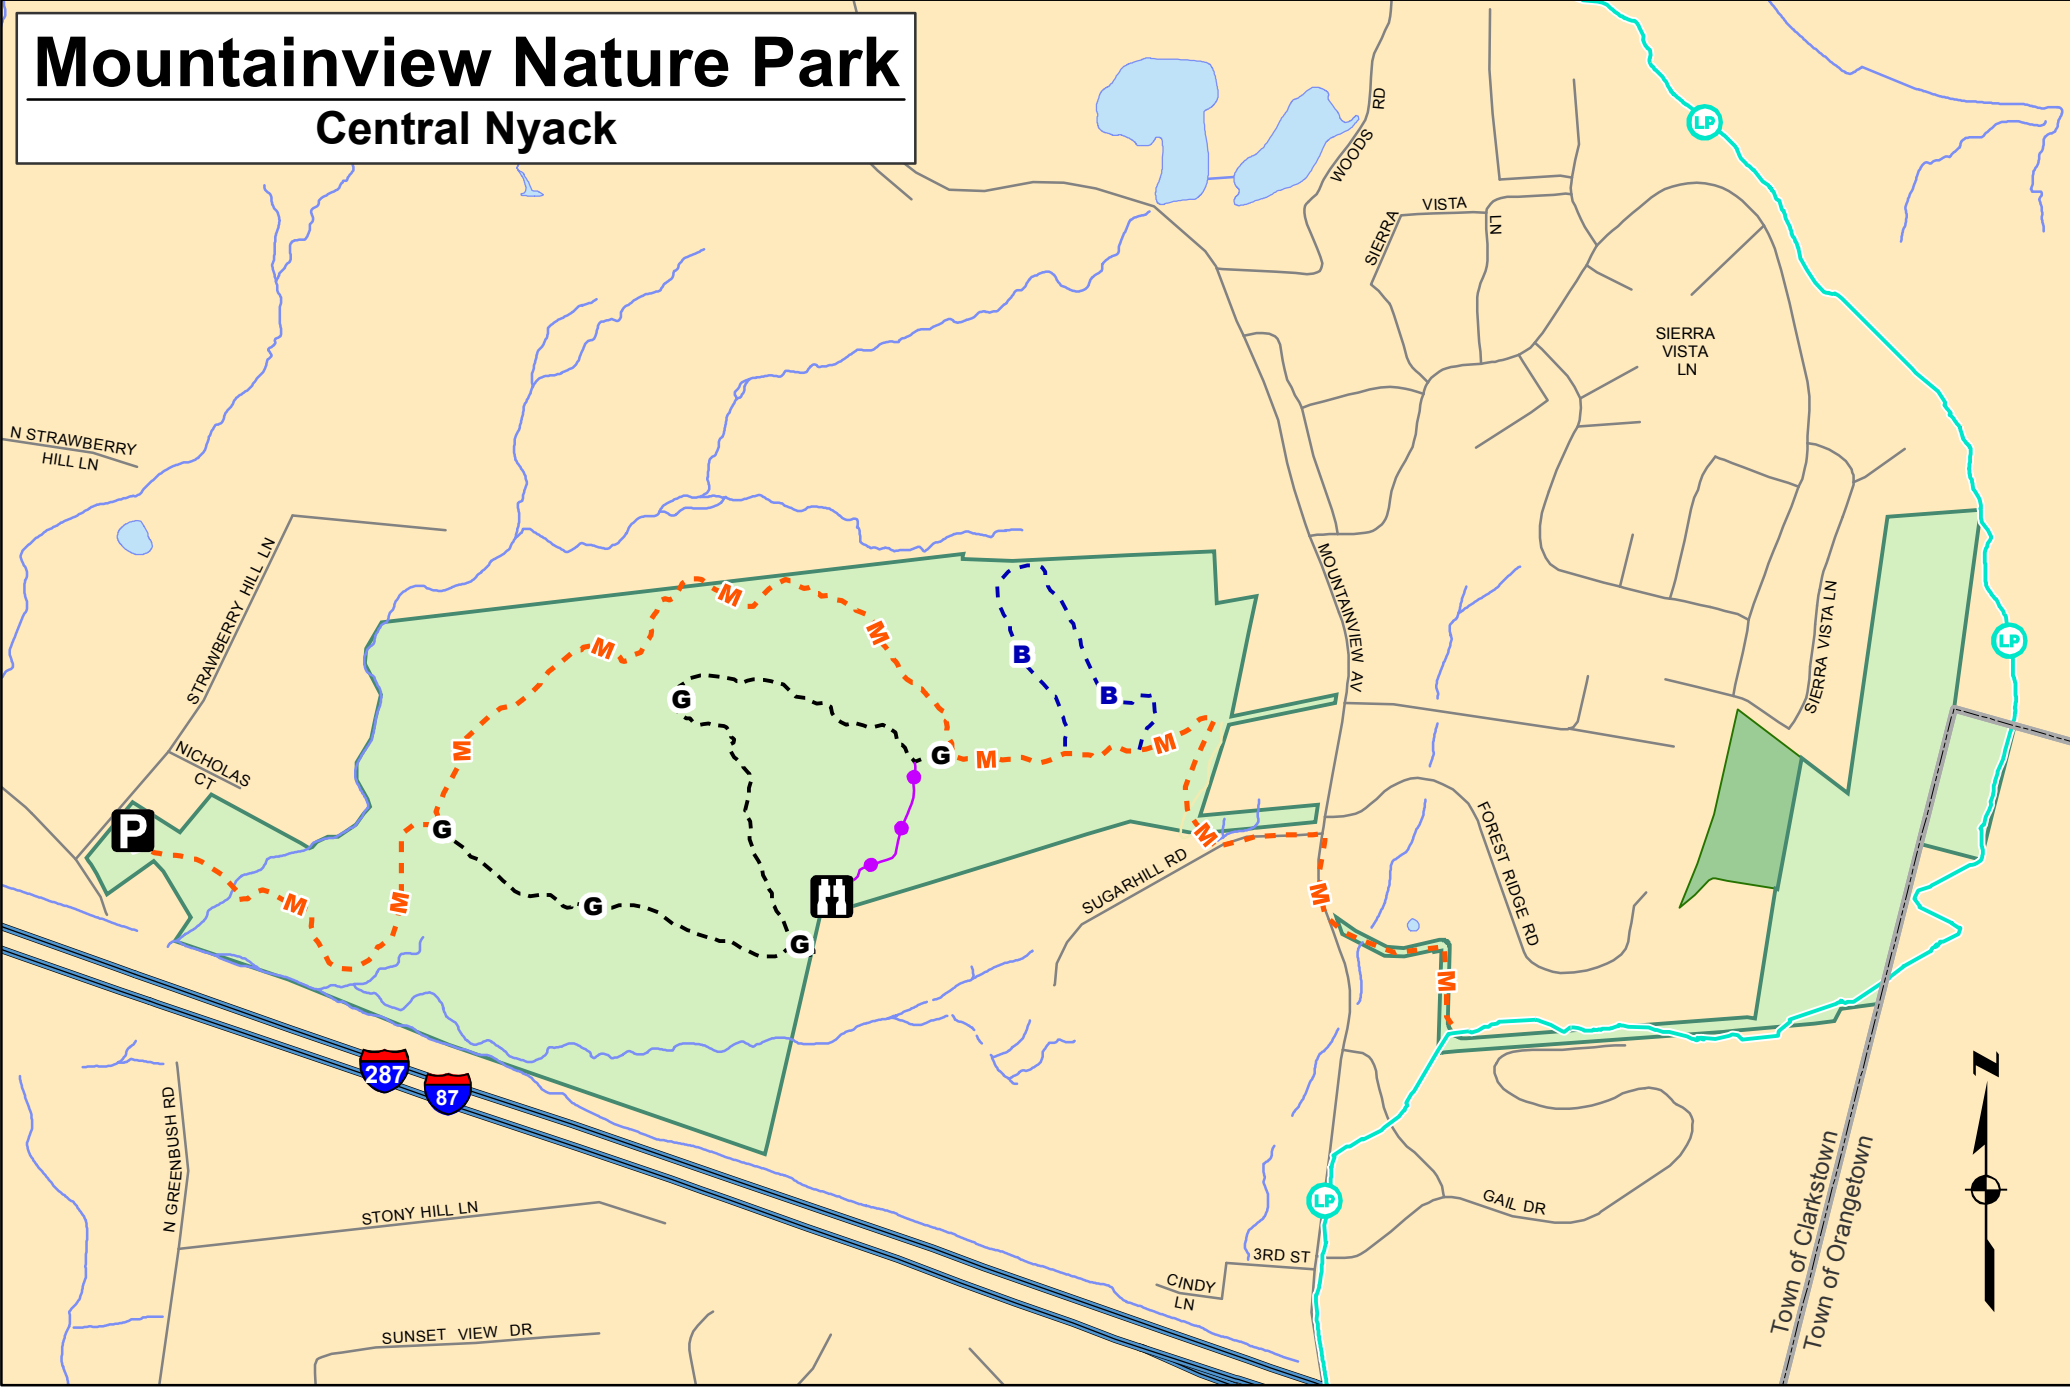 Mountainview Nature Park
Central Nyack
LP
WOODS RD
SIERRA VISTA LN
SIERRA
VISTA
LN
N STRAWBERRY
HILL LN
STRAWBERRY HILL LN
NICHOLAS
CT
P
MOUNTAINVIEW AV
SIERRA VISTA LN
LP
M
M
M
M
B
B
G
G
M
M
G
M
M
G
G
M
M
M
SUGARHILL RD
FOREST RIDGE RD
287
87
N GREENBUSH RD
STONY HILL LN
SUNSET VIEW DR
LP
GAIL DR
3RD ST
CINDY
LN
Town of Clarkstown
Town of Orangetown
N